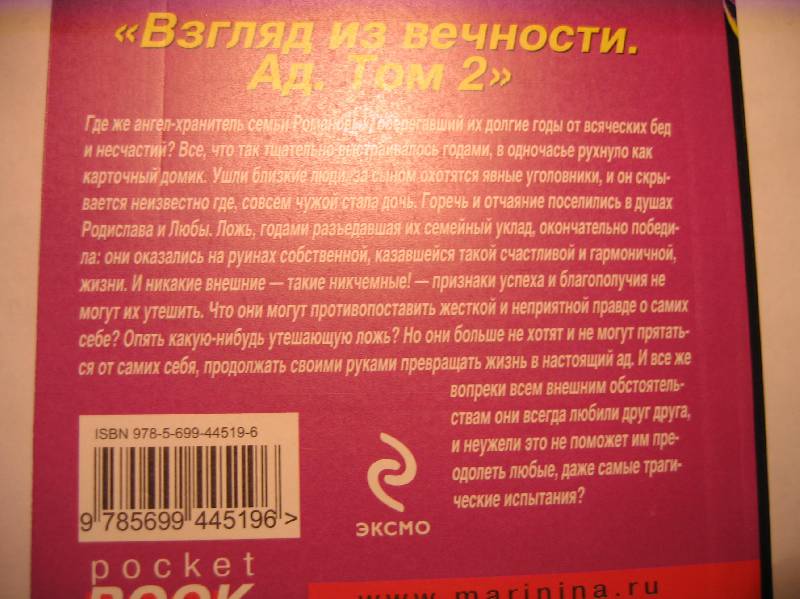 «Взгляд из вечности.
Ад. Том 2»
Где же ангел-хранитель семьи оберегавший их долгие годы от всяческих бед
и несчастий? Все, что так тщательно выстраивалось годами, в одночасье рухнуло как
карточный домик. Ушли близкие люди, за сыном охотятся явные уголовники, и он скры-
вается неизвестно где, совсем чужой стала дочь. Горечь и отчаяние поселились в душах
Родислава и Любы. Ложь, годами разъедавшая их семейный уклад, окончательно победи-
ла: они оказались на руинах собственной, казавшейся такой счастливой и гармоничной,
жизни. И никакие внешние — такие никчемные! — признаки успеха и благополучия не
могут их утешить. Что они могут противопоставить жесткой и неприятной правде о самих
себе? Опять какую-нибудь утешающую ложь? Но они больше не хотят и не могут прятать-
ся от самих себя, продолжать своими руками превращать жизнь в настоящий ад. И все же
вопреки всем внешним обстоятель-
ствам они всегда любили друг друга,
и неужели это не поможет им пре-
одолеть любые, даже самые траги-
ческие испытания?
ISBN 978-5-699-44519-6
9 785699 445196 >
ЭКСМО
pocket
BOOK
www.marinina.ru